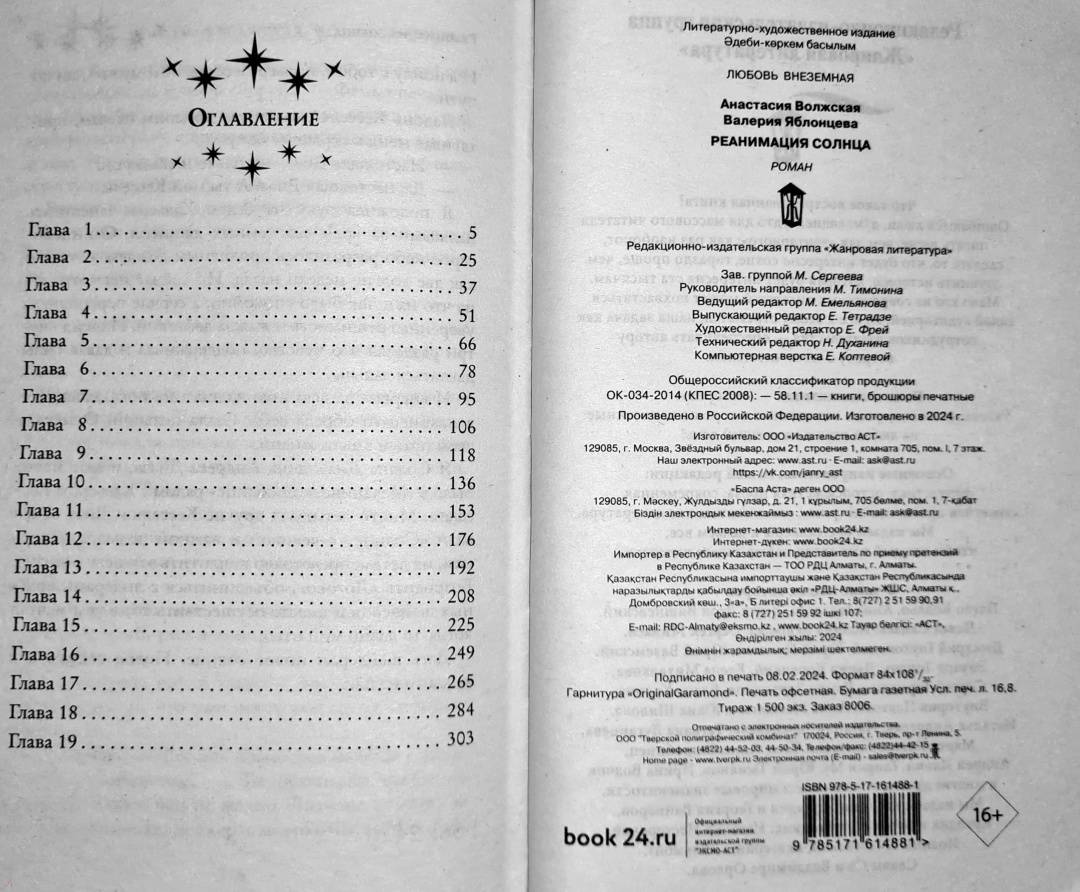 Оглавление
Глава 1 . . . . . . . . . . 5
Глава 2 . . . . . . . . . . 25
Глава 3 . . . . . . . . . . 37
Глава 4 . . . . . . . . . . 51
Глава 5 . . . . . . . . . . 66
Глава 6 . . . . . . . . . . 78
Глава 7 . . . . . . . . . . 95
Глава 8 . . . . . . . . . . 106
Глава 9 . . . . . . . . . . 118
Глава 10 . . . . . . . . . . 136
Глава 11 . . . . . . . . . . 153
Глава 12 . . . . . . . . . . 176
Глава 13 . . . . . . . . . . 192
Глава 14 . . . . . . . . . . 208
Глава 15 . . . . . . . . . . 225
Глава 16 . . . . . . . . . . 249
Глава 17 . . . . . . . . . . 265
Глава 18 . . . . . . . . . . 284
Глава 19 . . . . . . . . . . 303
Литературно-художественное издание
Әдеби-көркем басылым
ЛЮБОВЬ ВНЕЗЕМНАЯ
Анастасия Волжская
Валерия Яблонцева
РЕАНИМАЦИЯ СОЛНЦА
РОМАН
Редакционно-издательская группа «Жанровая литература»
Зав. группой М. Сергеева
Руководитель направления М. Тимонина
Ведущий редактор М. Емельянова
Выпускающий редактор Е. Тетрадзе
Художественный редактор Е. Фрей
Технический редактор Н. Духанина
Компьютерная верстка Е. Коптевой
Общероссийский классификатор продукции
ОК-034-2014 (КПЕС 2008): — 58.11.1 — книги, брошюры печатные
Произведено в Российской Федерации. Изготовлено в 2024 г.
Изготовитель: ООО «Издательство АСТ»
129085, г. Москва, Звёздный бульвар, дом 21, строение 1, комната 705, пом. I, 7 этаж.
Наш электронный адрес: www.ast.ru · E-mail: ask@ast.ru
https://vk.com/janry_ast
«Баспа Аста» деген ООО
129085, г. Мәскеу, Жулдызды гүлзар, д. 21, 1 құрылым, 705 бөлме, пом. 1, 7-қабат
Біздің электрондық мекенжаймыз : www.ast.ru · E-mail: ask@ast.ru
Интернет-магазин: www.book24.kz
Интернет-дүкен: www.book24.kz
Импортер в Республику Казахстан и Представитель по приему претензий
в Республике Казахстан — ТОО РДЦ Алматы, г. Алматы.
Қазақстан Республикасына импорттаушы және Қазақстан Республикасында
наразылықтарды қабылдау бойынша өкіл «РДЦ-Алматы» ЖШС, Алматы қ.,
Домбровский көш., 3«а», Б литері офис 1. Тел.: 8(727) 2 51 59 90,91
факс: 8 (727) 251 59 92 ішкі 107;
E-mail: RDC-Almaty@eksmo.kz , www.book24.kz Тауар белгісі: «АСТ»,
Өндірілген жылы: 2024
Өнімнің жарамдылық; мерзімі шектелмеген.
Подписано в печать 08.02.2024. Формат 84x108 1/32.
Гарнитура «OriginalGaramond». Печать офсетная. Бумага газетная Усл. печ. л. 16,8.
Тираж 1 500 экз. Заказ 8006.
Отпечатано с электронных носителей издательства.
ООО "Тверской полиграфический комбинат" 170024, Россия, г. Тверь, пр-т Ленина, 5.
Телефон: (4822) 44-52-03, 44-50-34, Телефон/факс: (4822)44-42-15
Home page - www.tverpk.ru Электронная почта (E-mail) - sales@tverpk.ru
ISBN 978-5-17-161488-1
9 785171 614881 >
book 24.ru
Официальный
интернет-магазин
издательской группы
"ЭКСМО-АСТ"
16+